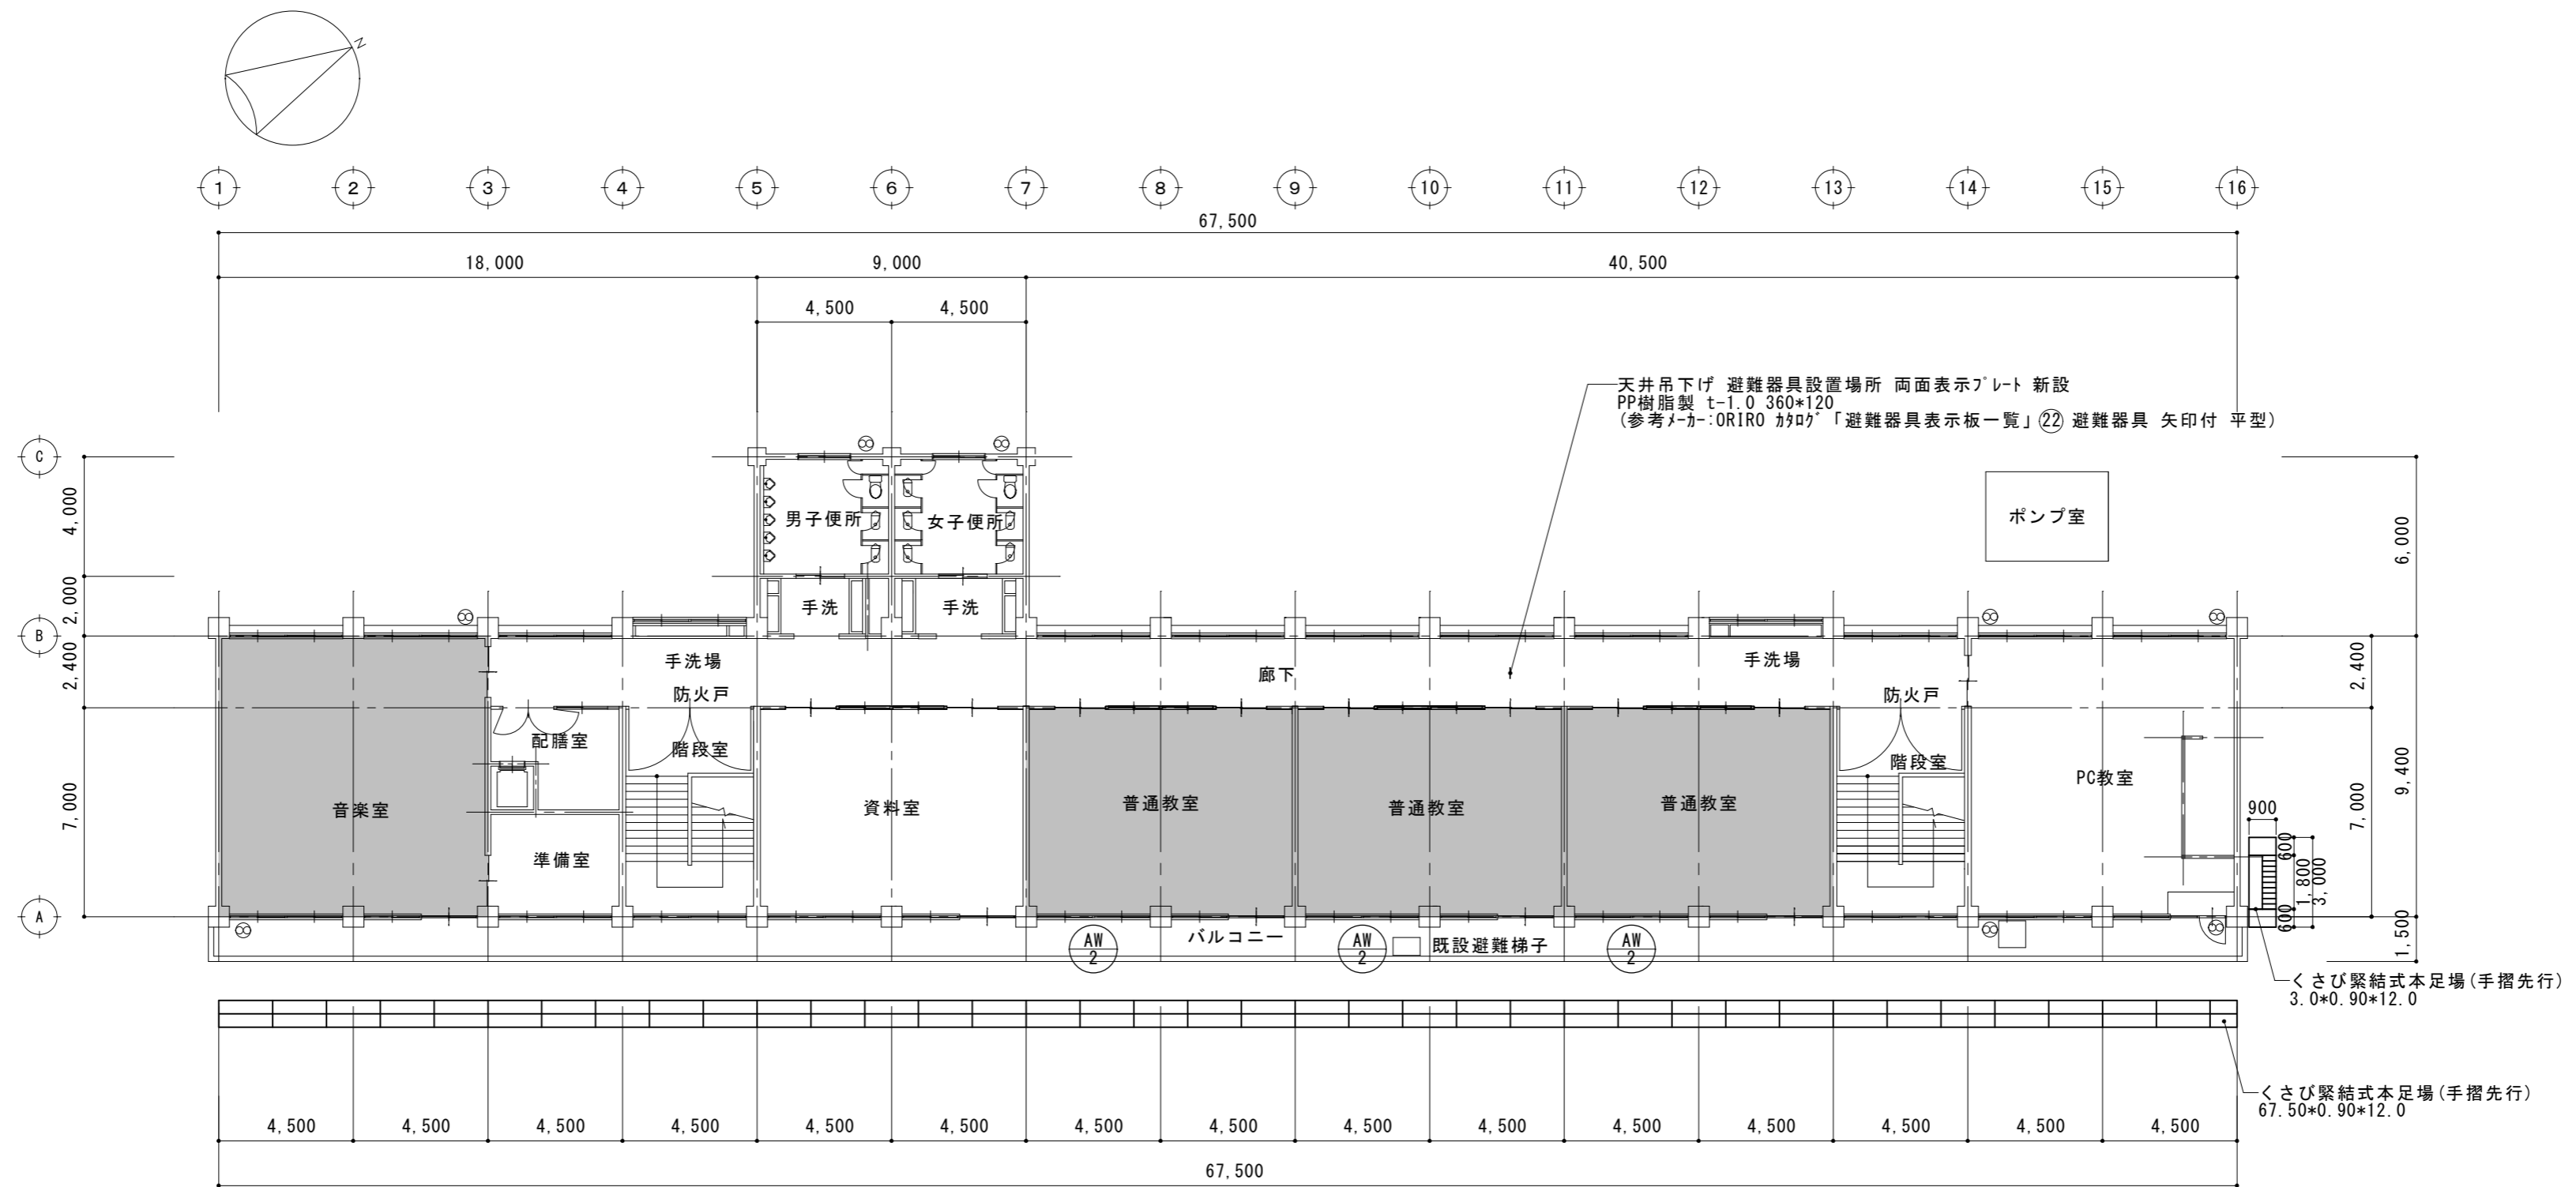 N
1 2 3 4 5 6 7 8 9 10 11 12 13 14 15 16
67,500
18,000 9,000 40,500
4,500 4,500
天井吊下げ 避難器具設置場所 両面表示プレート 新設
PP樹脂製 t-1.0 360*120
(参考メーカー:ORIRO カタログ「避難器具表示板一覧」㉒ 避難器具 矢印付 平型)
C
4,000
男子便所 女子便所
ポンプ室
6,000
2,000
手洗 手洗
B
2,400
手洗場 廊下 手洗場
2,400
防火戸 防火戸
配膳室 階段室 階段室
7,000
音楽室 資料室 普通教室 普通教室 普通教室 PC教室
7,000
9,400
準備室
900
600
1,800
3,000
600
A
バルコニー
AW
2
AW
2
既設避難梯子
AW
2
1,500
くさび緊結式本足場(手摺先行)
3.0*0.90*12.0
くさび緊結式本足場(手摺先行)
67.50*0.90*12.0
4,500 4,500 4,500 4,500 4,500 4,500 4,500 4,500 4,500 4,500 4,500 4,500 4,500 4,500 4,500
67,500